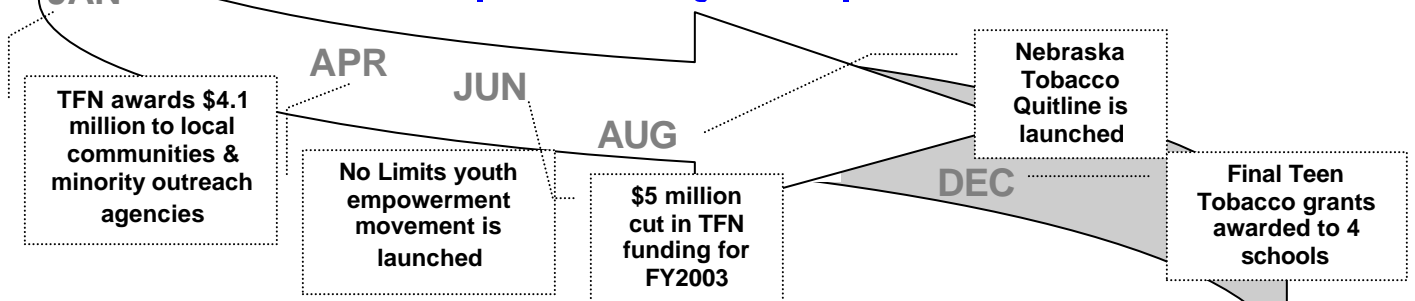 JAN
TFN awards $4.1
million to local
communities &
minority outreach
agencies
APR
No Limits youth
empowerment
movement is
launched
JUN
$5 million
cut in TFN
funding for
FY2003
AUG
Nebraska
Tobacco
Quitline is
launched
DEC
Final Teen
Tobacco grants
awarded to 4
schools